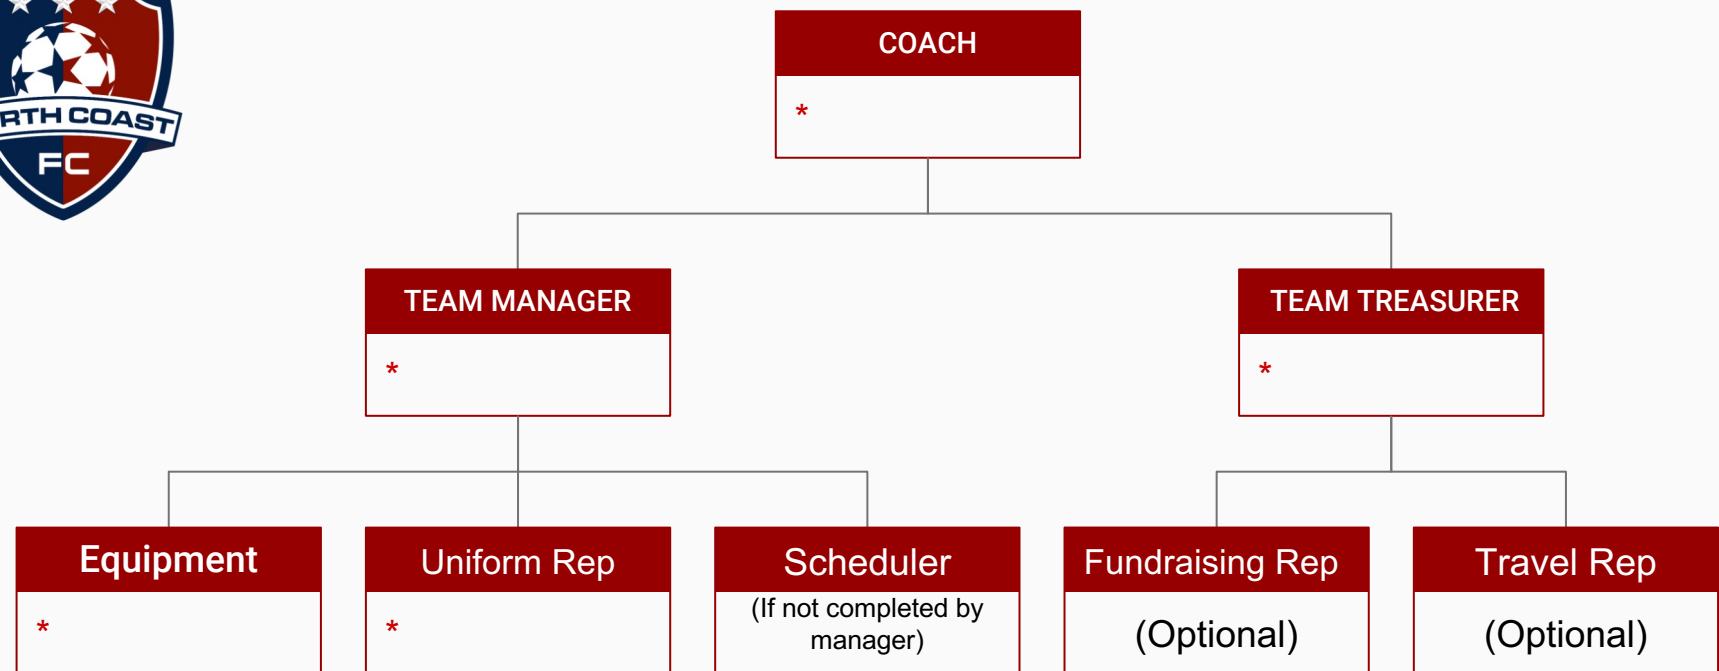 RTH COAST
FC
COACH
*
TEAM MANAGER
*
TEAM TREASURER
*
Equipment
*
Uniform Rep
*
Scheduler
(If not completed by
manager)
Fundraising Rep
(Optional)
Travel Rep
(Optional)